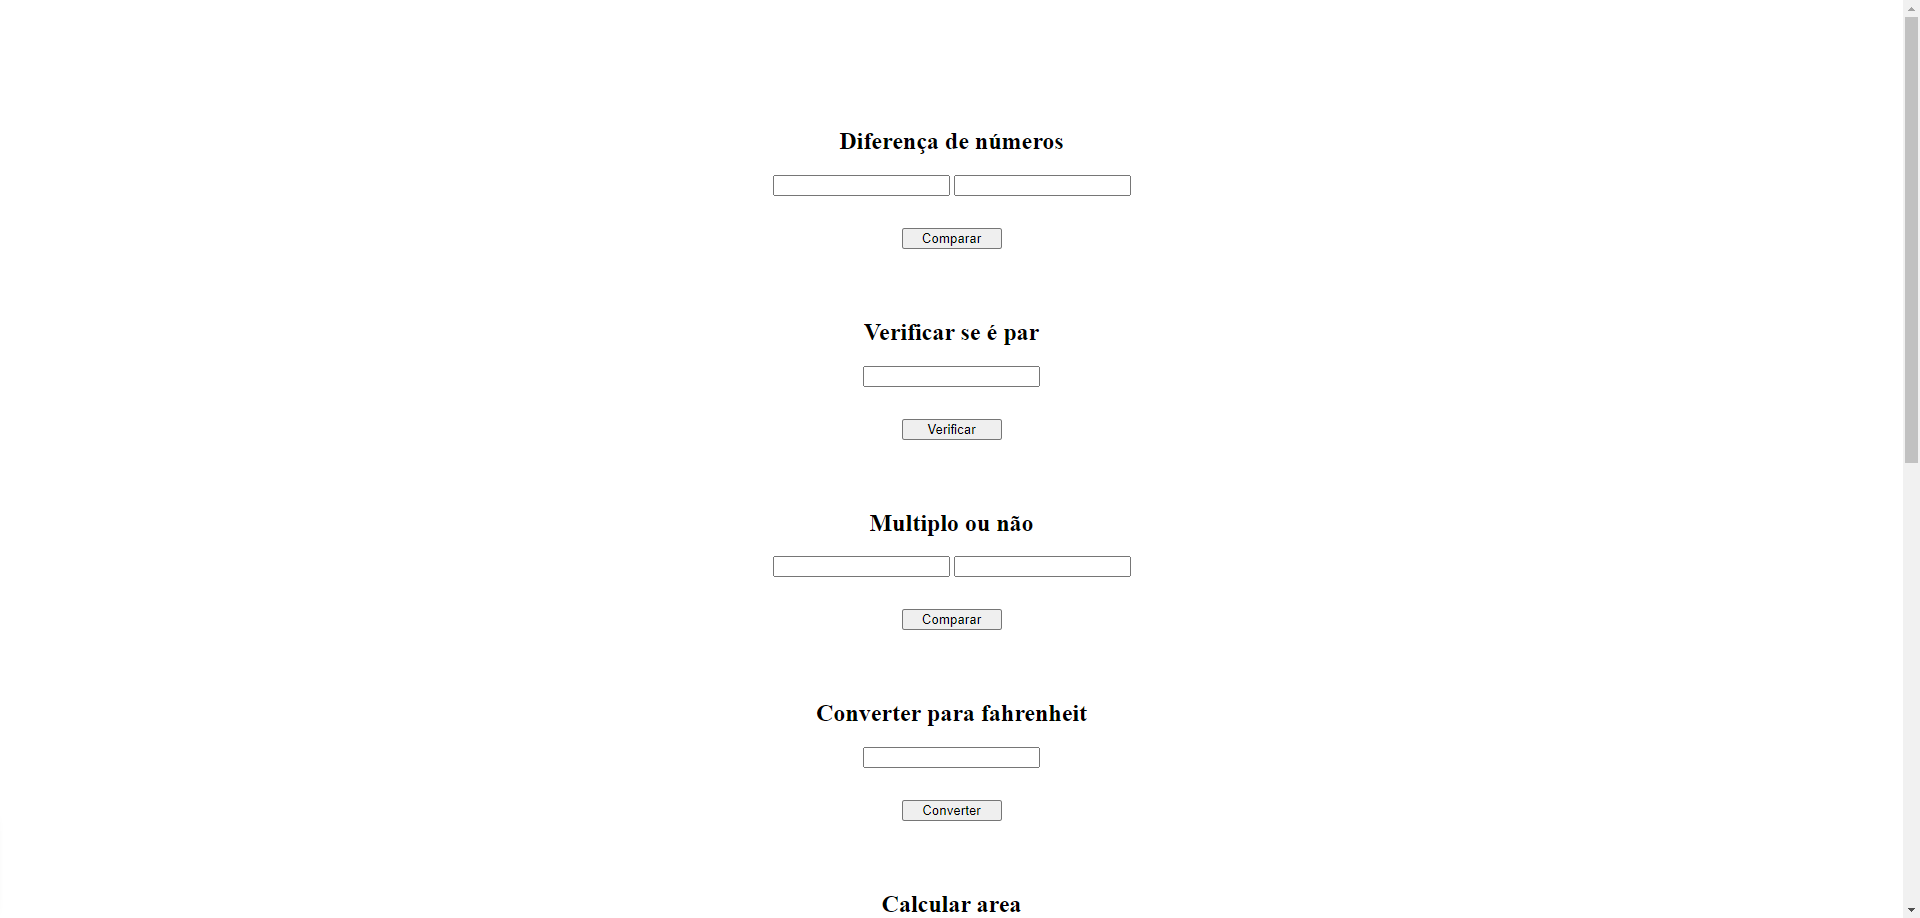 Diferença de números
Comparar
Verificar se é par
Verificar
Multiplo ou não
Comparar
Converter para fahrenheit
Converter
Calcular area